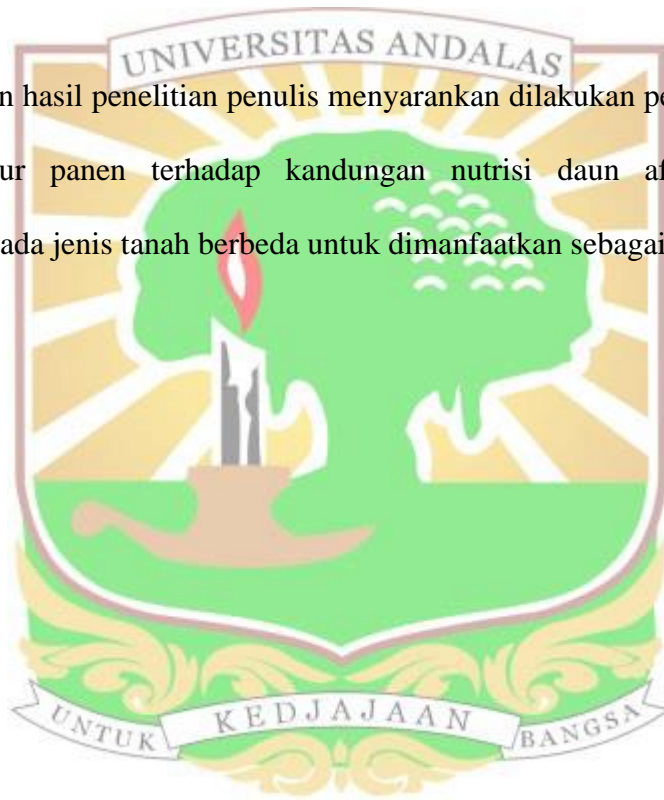 UNIVERSITAS ANDALAS
n hasil penelitian penulis menyarankan dilakukan pe
ur panen terhadap kandungan nutrisi daun af
ada jenis tanah berbeda untuk dimanfaatkan sebagai
UNTUK KEDJAJAAN BANGSA